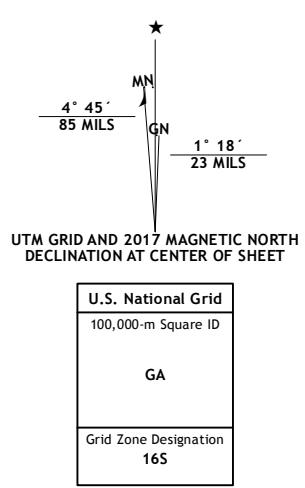 MN
4° 45´
85 MILS
GN
1° 18´
23 MILS
UTM GRID AND 2017 MAGNETIC NORTH
DECLINATION AT CENTER OF SHEET
U.S. National Grid
100,000-m Square ID
GA
Grid Zone Designation
16S